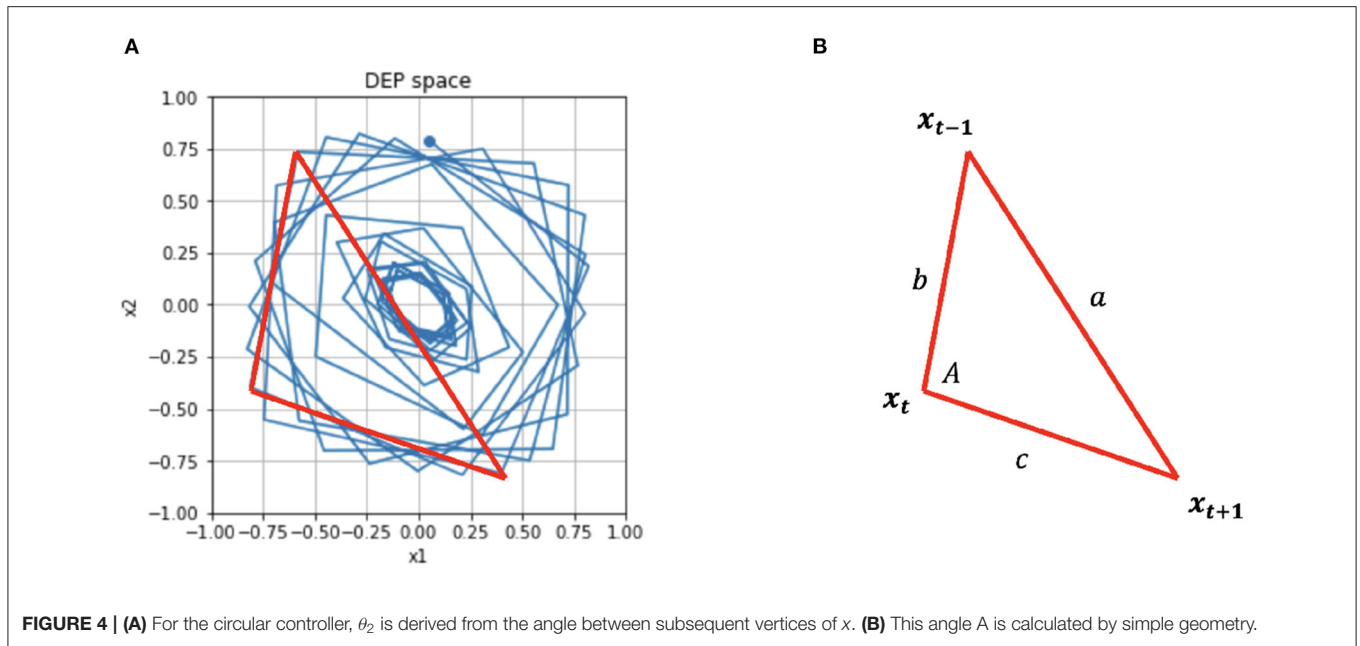 A
B
DEP space
1.00
0.75
0.50
0.25
0.00
−0.25
−0.50
−0.75
−1.00
x2
−1.00 −0.75 −0.50 −0.25 0.00 0.25 0.50 0.75 1.00
x1
x_{t−1}
b
a
A
x_t
c
x_{t+1}
FIGURE 4 | (A) For the circular controller, θ₂ is derived from the angle between subsequent vertices of x. (B) This angle A is calculated by simple geometry.